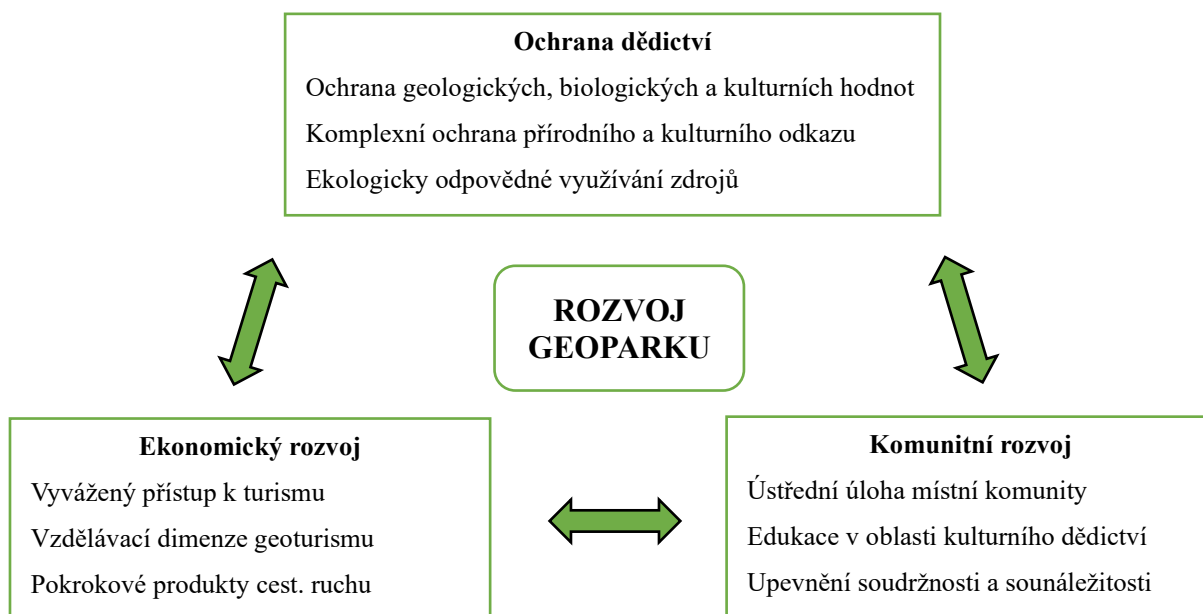 Ochrana dědictví
Ochrana geologických, biologických a kulturních hodnot
Komplexní ochrana přírodního a kulturního odkazu
Ekologicky odpovědné využívání zdrojů
ROZVOJ
GEOPARKU
Ekonomický rozvoj
Vyvážený přístup k turismu
Vzdělávací dimenze geoturismu
Pokrokové produkty cest. ruchu
Komunitní rozvoj
Ústřední úloha místní komunity
Edukace v oblasti kulturního dědictví
Upevnění soudržnosti a sounáležitosti